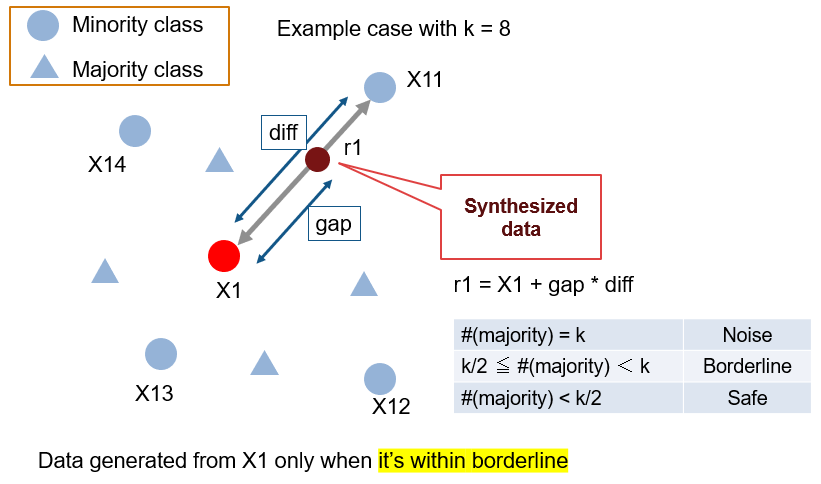 Minority class
Majority class
Example case with k = 8
X11
diff
r1
X14
Synthesized
data
gap
X1
r1 = X1 + gap * diff
#(majority) = k Noise
k/2 ≦ #(majority) < k Borderline
#(majority) < k/2 Safe
X13
X12
Data generated from X1 only when it's within borderline